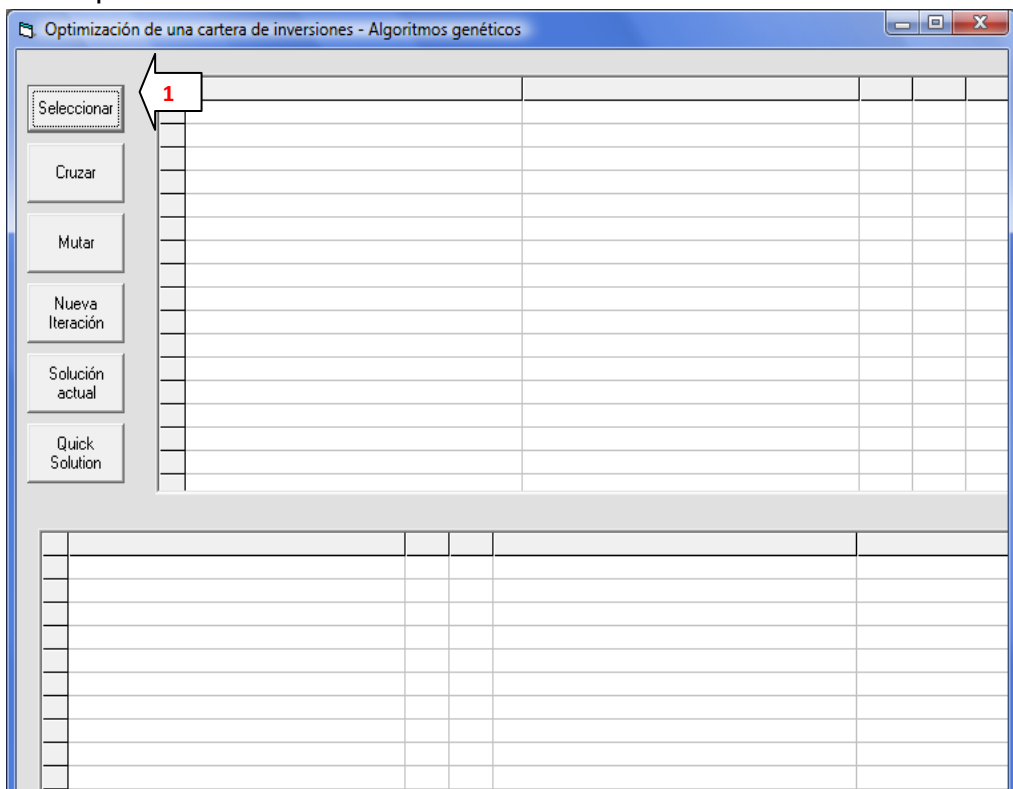 Optimización de una cartera de inversiones - Algoritmos genéticos
1
Seleccionar
Cruzar
Mutar
Nueva
Iteración
Solución
actual
Quick
Solution